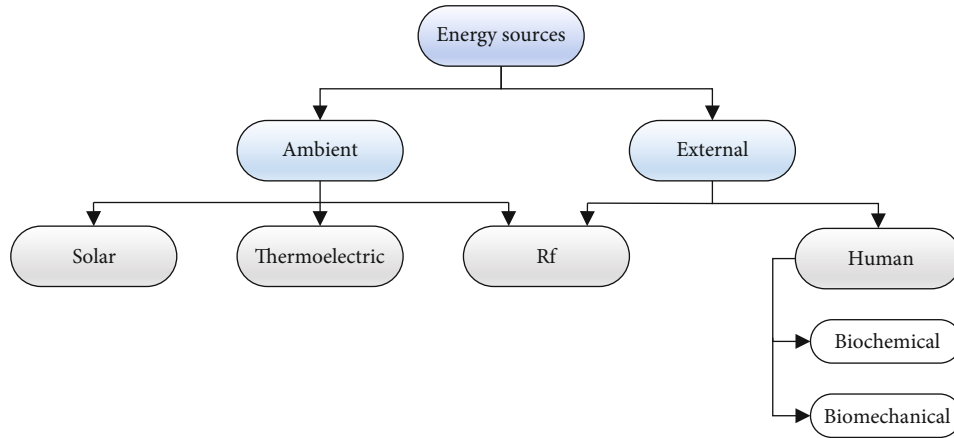 Energy sources
Ambient
External
Solar
Thermoelectric
Rf
Human
Biochemical
Biomechanical